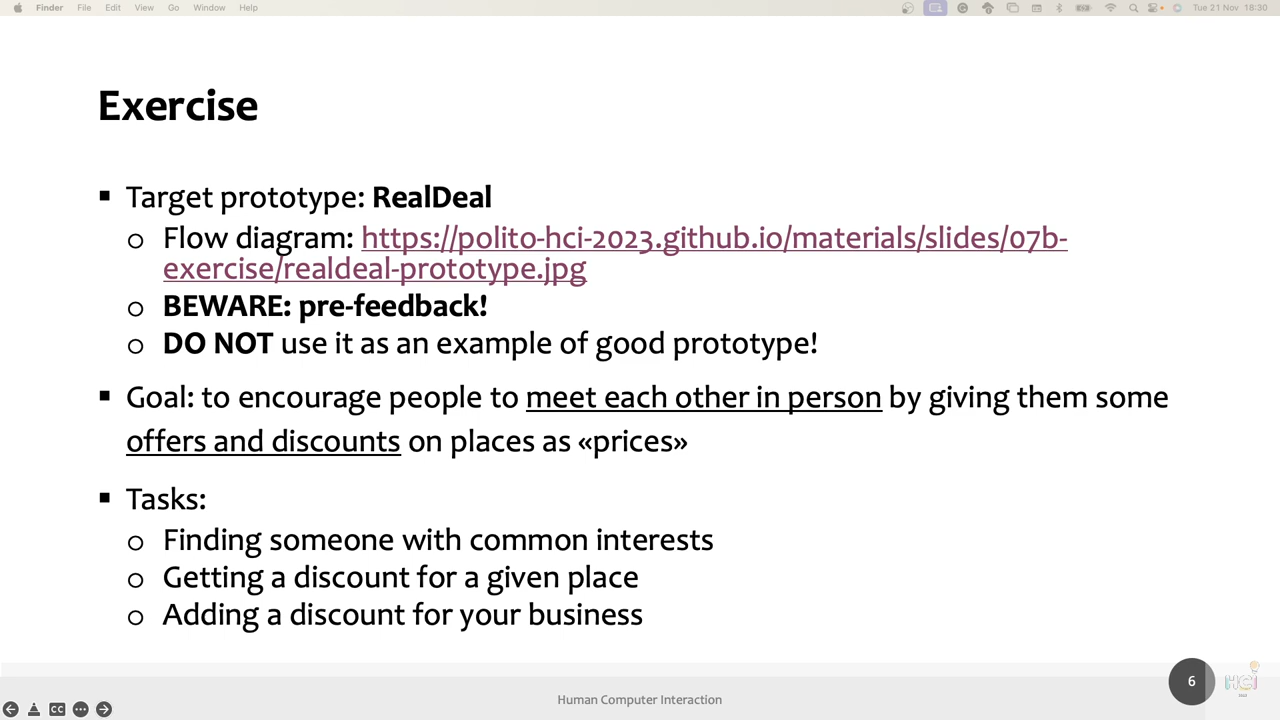 Finder File Edit View Go Window Help Tue 21 Nov 18:30
Exercise
▪ Target prototype: RealDeal
o Flow diagram: https://polito-hci-2023.github.io/materials/slides/07b-
exercise/realdeal-prototype.jpg
o BEWARE: pre-feedback!
o DO NOT use it as an example of good prototype!
▪ Goal: to encourage people to meet each other in person by giving them some
offers and discounts on places as «prices»
▪ Tasks:
o Finding someone with common interests
o Getting a discount for a given place
o Adding a discount for your business
6
HCI
2023
CC
Human Computer Interaction